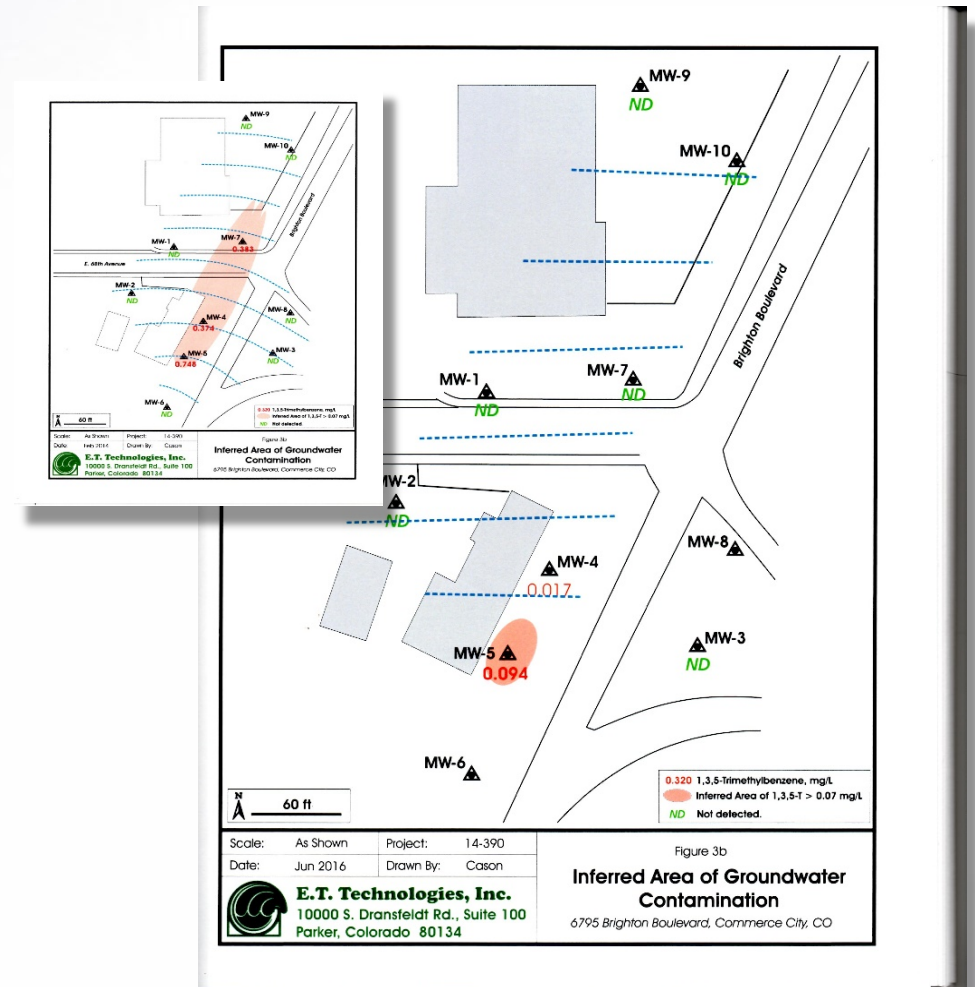 MW-9
ND
MW-10
ND
Brighton Boulevard
MW-1
ND
MW-7
0.383
E. 68th Avenue
MW-2
ND
MW-8
ND
MW-4
0.374
MW-3
ND
MW-5
0.748
MW-6
ND
N
60 ft
0.320 1,3,5-Trimethylbenzene, mg/L
Inferred Area of 1,3,5-T > 0.07 mg/L
ND Not detected.
Scale: As Shown Project: 14-390
Date: Feb 2014 Drawn By: Cason
E.T. Technologies, Inc.
10000 S. Dransfeldt Rd., Suite 100
Parker, Colorado 80134
Figure 3b
Inferred Area of Groundwater
Contamination
6795 Brighton Boulevard, Commerce City, CO
MW-9
ND
MW-10
ND
Brighton Boulevard
MW-1
ND
MW-7
ND
MW-2
ND
MW-8
MW-4
0.017
MW-3
ND
MW-5
0.094
MW-6
N
60 ft
0.320 1,3,5-Trimethylbenzene, mg/L
Inferred Area of 1,3,5-T > 0.07 mg/L
ND Not detected.
Scale: As Shown Project: 14-390
Date: Jun 2016 Drawn By: Cason
E.T. Technologies, Inc.
10000 S. Dransfeldt Rd., Suite 100
Parker, Colorado 80134
Figure 3b
Inferred Area of Groundwater
Contamination
6795 Brighton Boulevard, Commerce City, CO